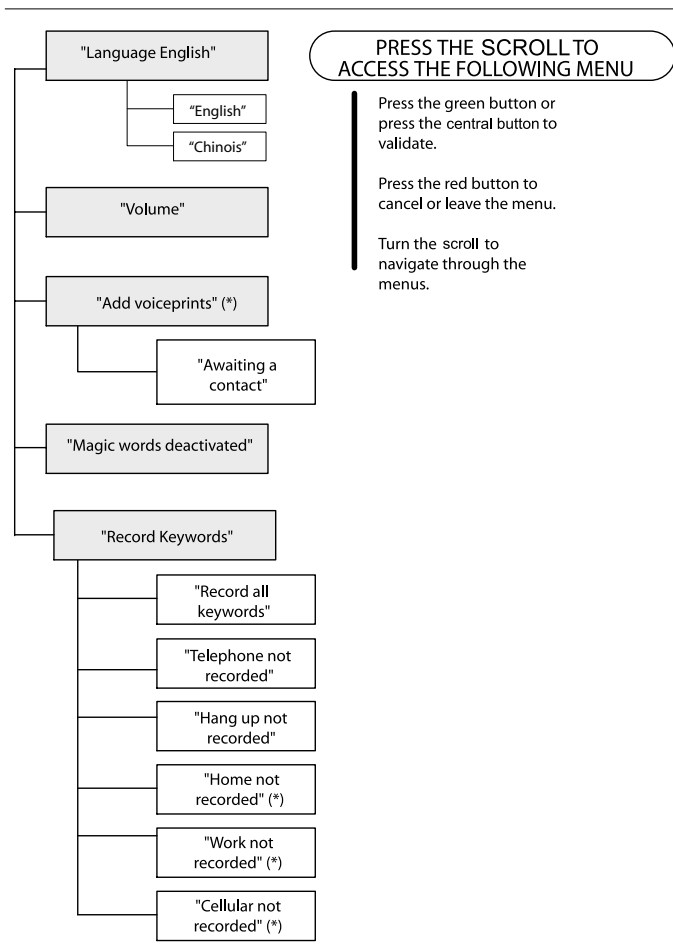 "Language English"
"English"
"Chinois"
"Volume"
"Add voiceprints" (*)
"Awaiting a
contact"
"Magic words deactivated"
"Record Keywords"
"Record all
keywords"
"Telephone not
recorded"
"Hang up not
recorded"
"Home not
recorded" (*)
"Work not
recorded" (*)
"Cellular not
recorded" (*)
PRESS THE SCROLL TO
ACCESS THE FOLLOWING MENU
Press the green button or
press the central button to
validate.
Press the red button to
cancel or leave the menu.
Turn the scroll to
navigate through the
menus.